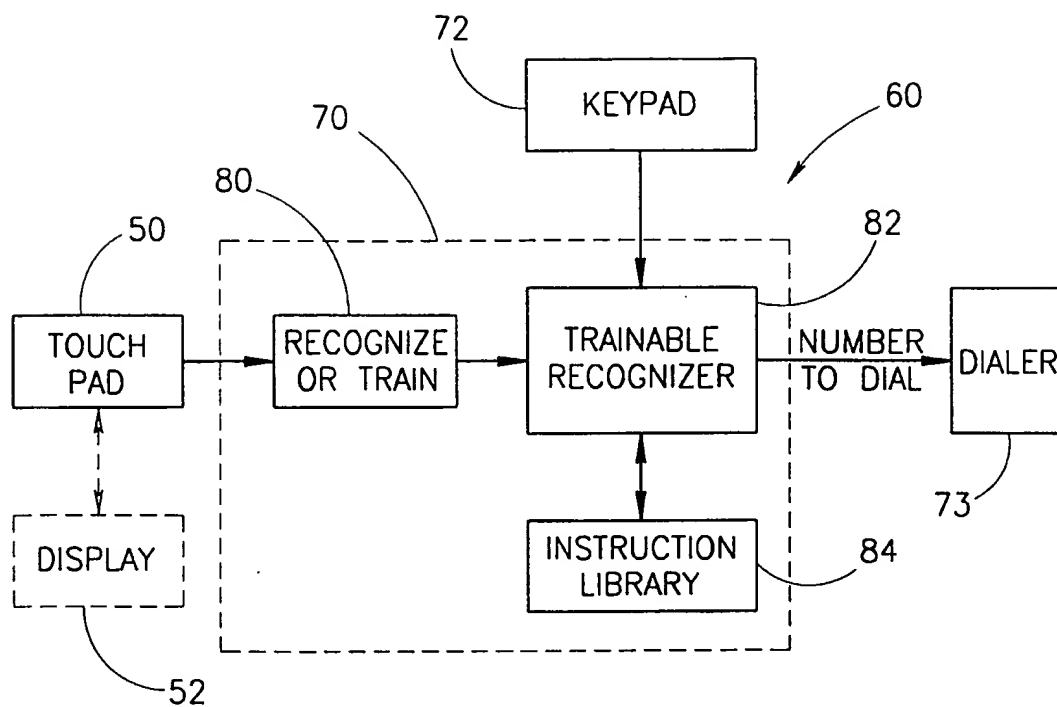 72
KEYPAD
60
70
80
50
82
TOUCH
PAD
RECOGNIZE
OR TRAIN
TRAINABLE
RECOGNIZER
NUMBER
TO DIAL
DIALER
73
DISPLAY
52
INSTRUCTION
LIBRARY
84